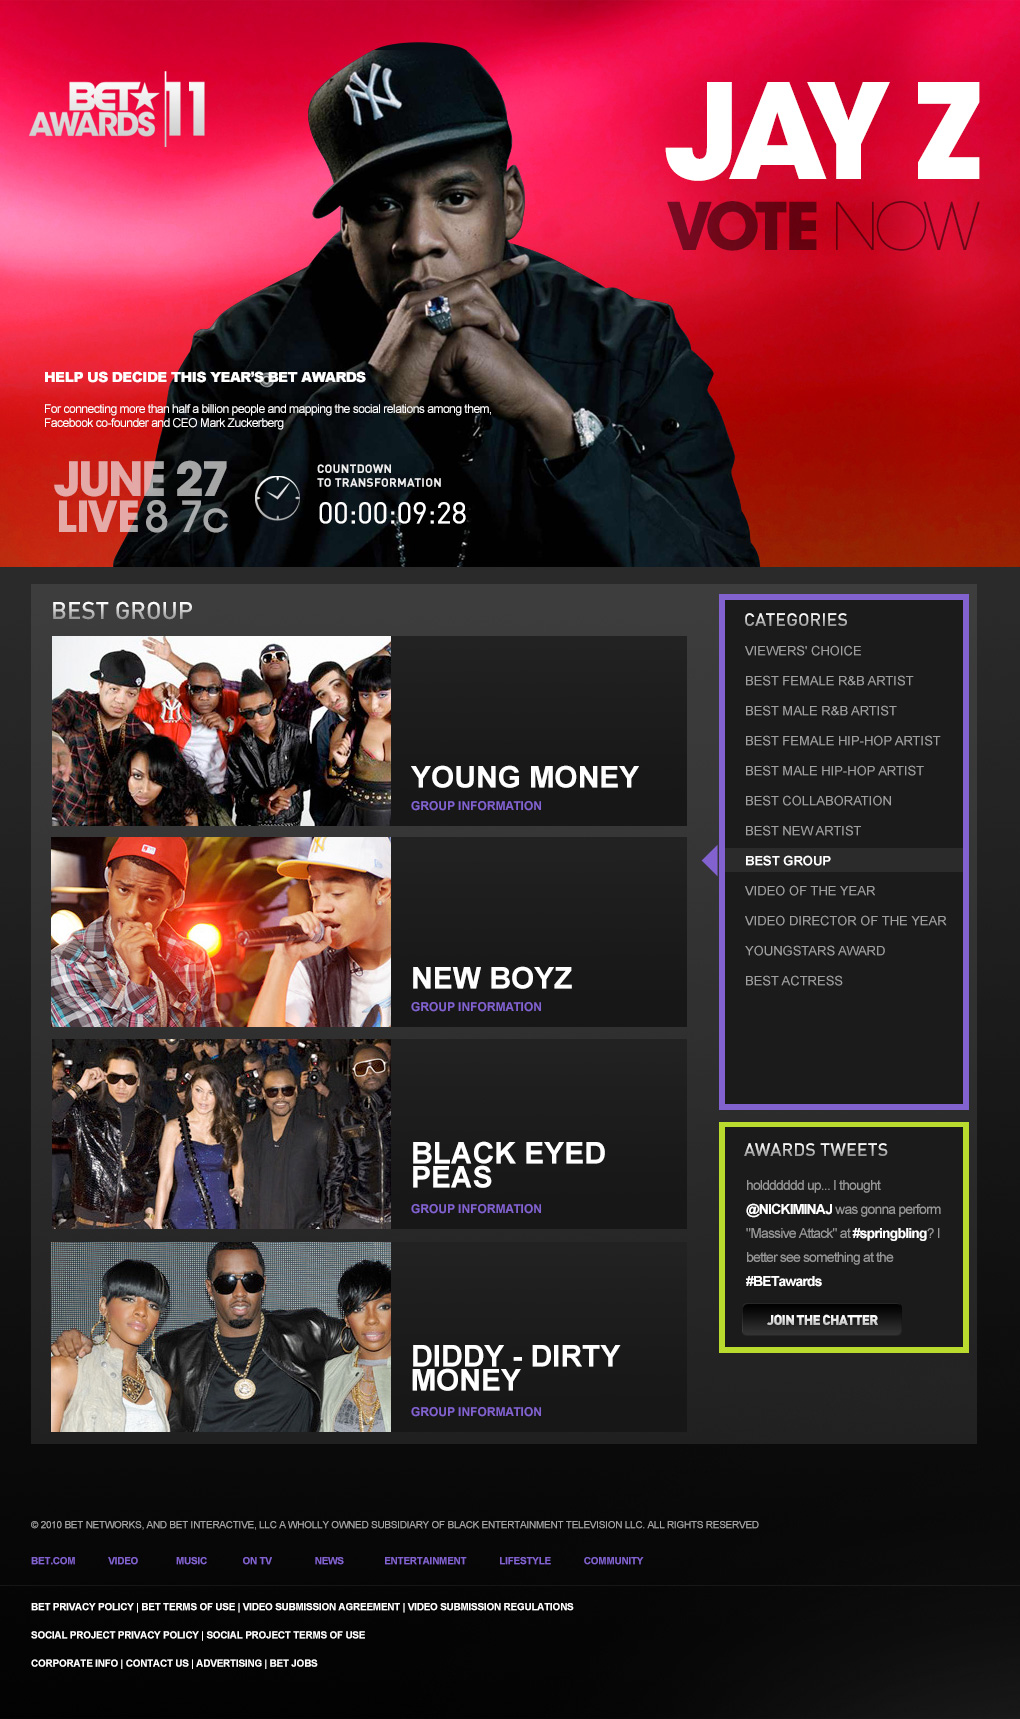 BET★
AWARDS 11
JAY Z
VOTE NOW
HELP US DECIDE THIS YEAR'S BET AWARDS
For connecting more than half a billion people and mapping the social relations among them,
Facebook co-founder and CEO Mark Zuckerberg
JUNE 27
LIVE 8 7C
COUNTDOWN
TO TRANSFORMATION
00:00:09:28
BEST GROUP
YOUNG MONEY
GROUP INFORMATION
NEW BOYZ
GROUP INFORMATION
BLACK EYED
PEAS
GROUP INFORMATION
DIDDY - DIRTY
MONEY
GROUP INFORMATION
CATEGORIES
VIEWERS' CHOICE
BEST FEMALE R&B ARTIST
BEST MALE R&B ARTIST
BEST FEMALE HIP-HOP ARTIST
BEST MALE HIP-HOP ARTIST
BEST COLLABORATION
BEST NEW ARTIST
BEST GROUP
VIDEO OF THE YEAR
VIDEO DIRECTOR OF THE YEAR
YOUNGSTARS AWARD
BEST ACTRESS
AWARDS TWEETS
holddddddd up... I thought
@NICKIMINAJ was gonna perform
"Massive Attack" at #springbling? I
better see something at the
#BETawards
JOIN THE CHATTER
© 2010 BET NETWORKS, AND BET INTERACTIVE, LLC A WHOLLY OWNED SUBSIDIARY OF BLACK ENTERTAINMENT TELEVISION LLC. ALL RIGHTS RESERVED
BET.COM VIDEO MUSIC ON TV NEWS ENTERTAINMENT LIFESTYLE COMMUNITY
BET PRIVACY POLICY | BET TERMS OF USE | VIDEO SUBMISSION AGREEMENT | VIDEO SUBMISSION REGULATIONS
SOCIAL PROJECT PRIVACY POLICY | SOCIAL PROJECT TERMS OF USE
CORPORATE INFO | CONTACT US | ADVERTISING | BET JOBS